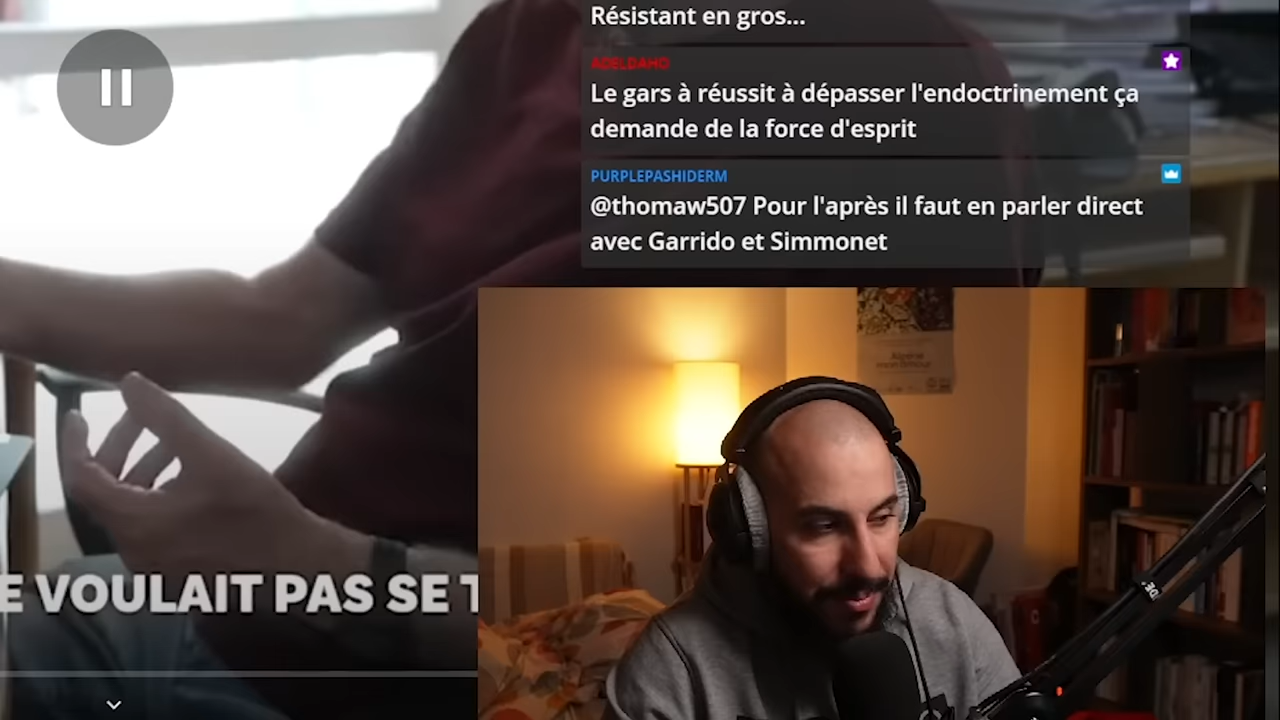 Résistant en gros...
ADELDAHO
Le gars à réussit à dépasser l'endoctrinement ça
demande de la force d'esprit
PURPLEPASHIDERM
@thomaw507 Pour l'après il faut en parler direct
avec Garrido et Simmonet
E VOULAIT PAS SE T